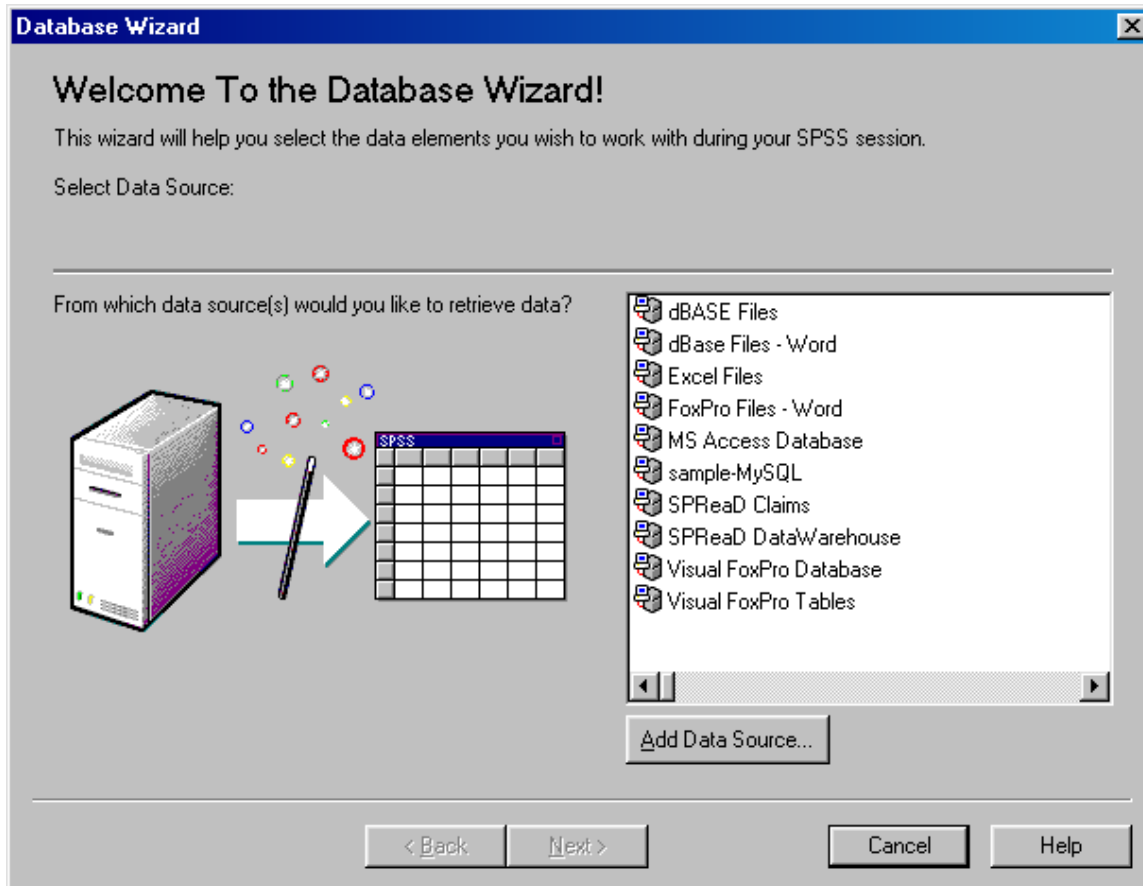 Database Wizard
Welcome To the Database Wizard!
This wizard will help you select the data elements you wish to work with during your SPSS session.
Select Data Source:
From which data source(s) would you like to retrieve data?
SPSS
dBASE Files
dBase Files - Word
Excel Files
FoxPro Files - Word
MS Access Database
sample-MySQL
SPReaD Claims
SPReaD DataWarehouse
Visual FoxPro Database
Visual FoxPro Tables
Add Data Source...
< Back
Next >
Cancel
Help